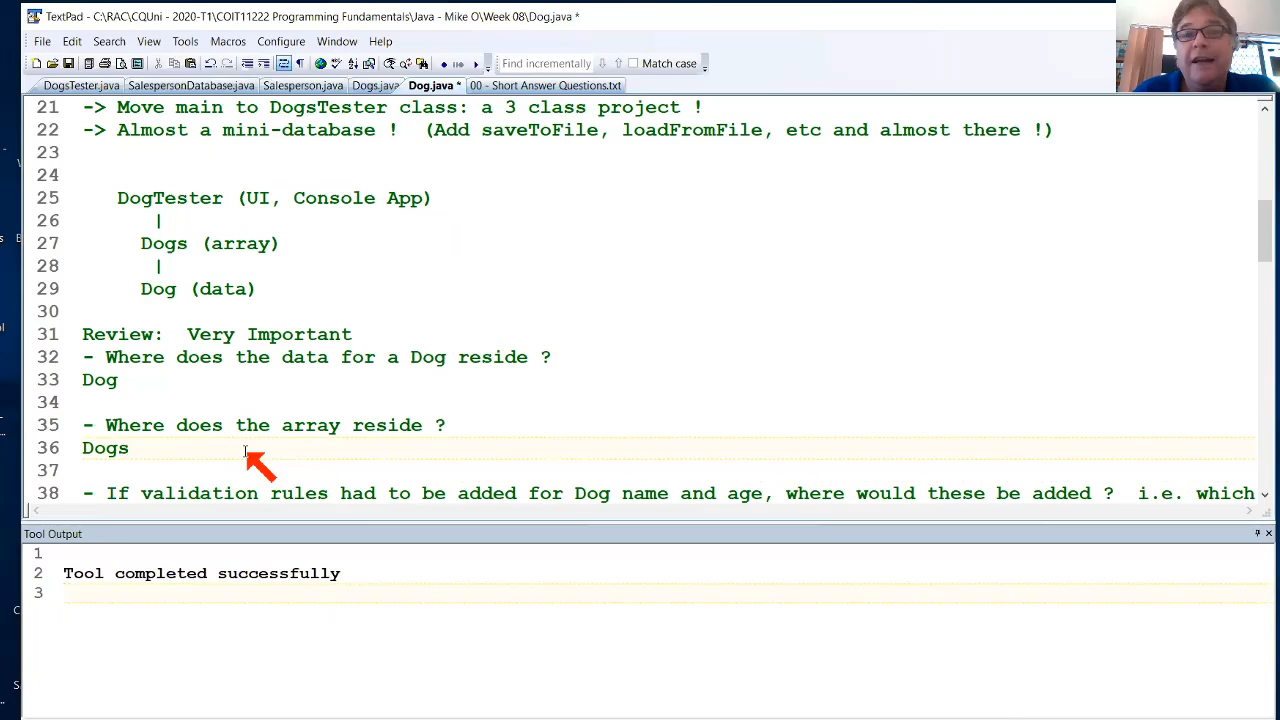 TextPad - C:\RAC\CQUni - 2020-T1\COIT11222 Programming Fundamentals\Java - Mike O\Week 08\Dog.java *
File Edit Search View Tools Macros Configure Window Help
Find incrementally Match case
DogsTester.java SalespersonDatabase.java Salesperson.java Dogs.java Dog.java * 00 - Short Answer Questions.txt
21 -> Move main to DogsTester class: a 3 class project !
22 -> Almost a mini-database ! (Add saveToFile, loadFromFile, etc and almost there !)
23
24
25 DogTester (UI, Console App)
26 |
27 Dogs (array)
28 |
29 Dog (data)
30
31 Review: Very Important
32 - Where does the data for a Dog reside ?
33 Dog
34
35 - Where does the array reside ?
36 Dogs
37
38 - If validation rules had to be added for Dog name and age, where would these be added ? i.e. which
Tool Output
1
2 Tool completed successfully
3